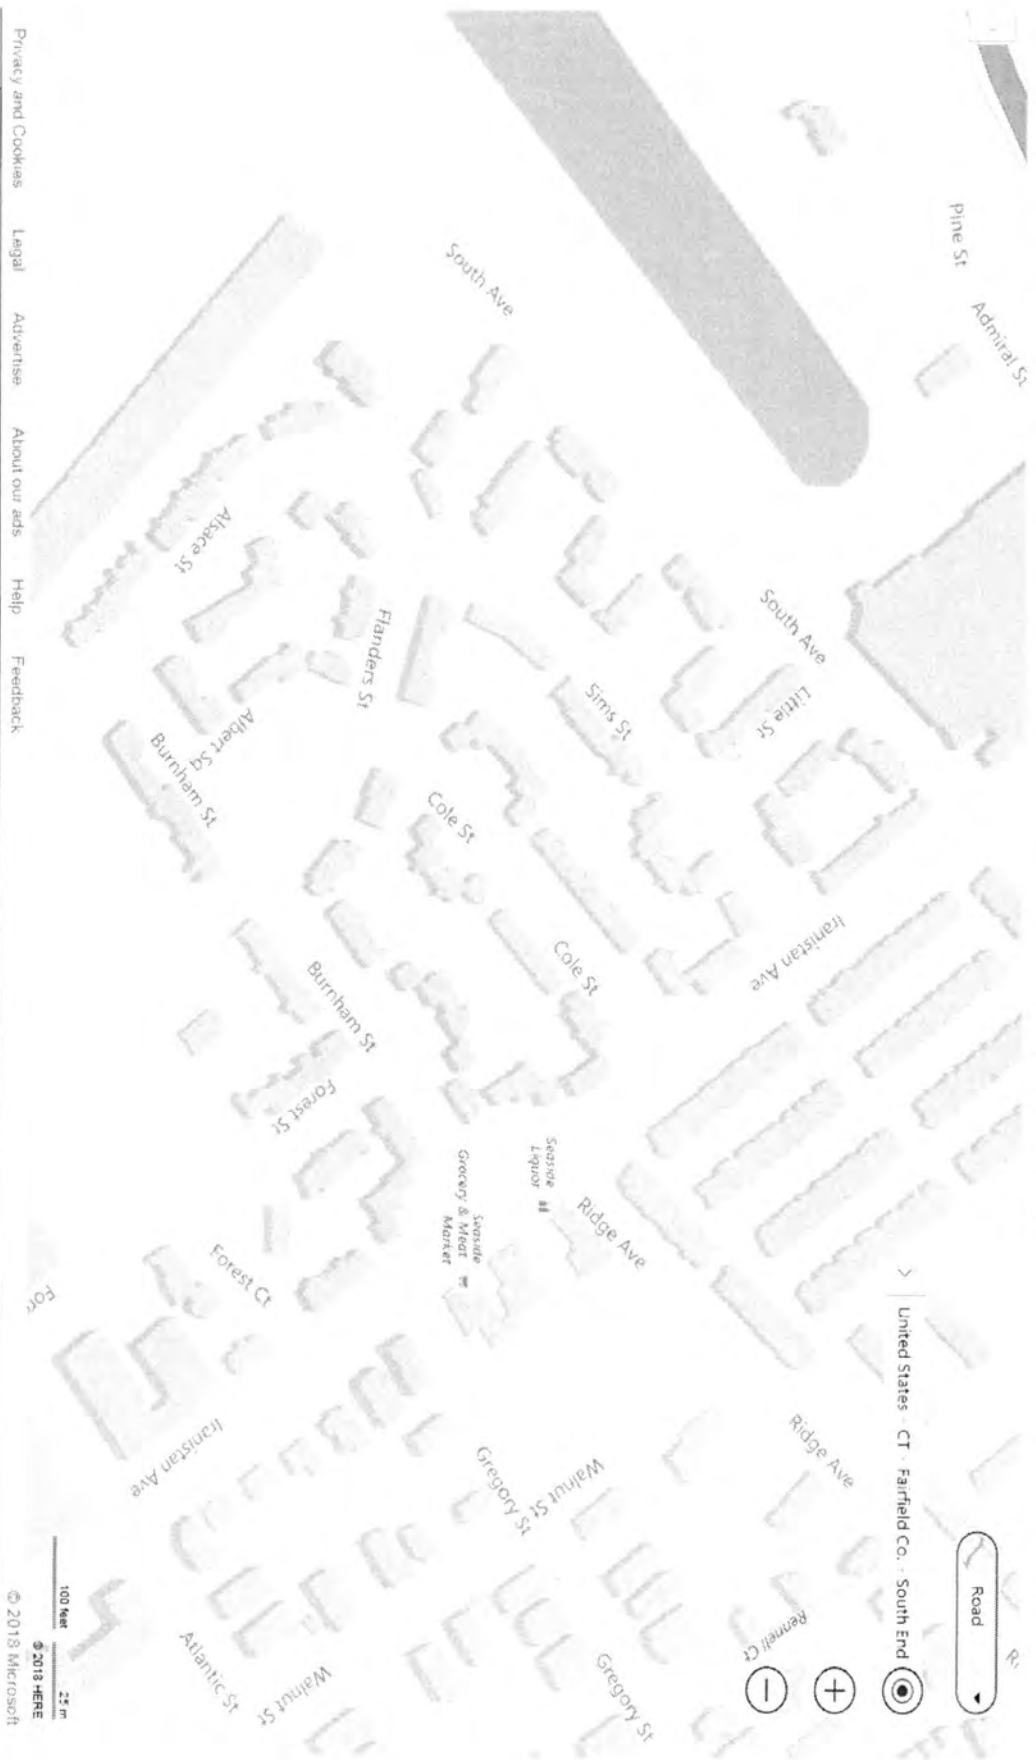 Road
R
United States · CT · Fairfield Co. · South End
Pine St
Admiral St
South Ave
South Ave
Little St
Sims St
Iranistan Ave
Ridge Ave
Ridge Ave
Rennell Ct
Flanders St
Alsace St
Albert Sq
Burnham St
Cole St
Cole St
Burnham St
Forest St
Seaside
Liquor
Seaside
Grocery & Meat
Market
Forest Ct
For
Iranistan Ave
Walnut St
Gregory St
Gregory St
Walnut St
Atlantic St
100 feet
25 m
© 2018 HERE
Privacy and Cookies
Legal
Advertise
About our ads
Help
Feedback
© 2018 Microsoft